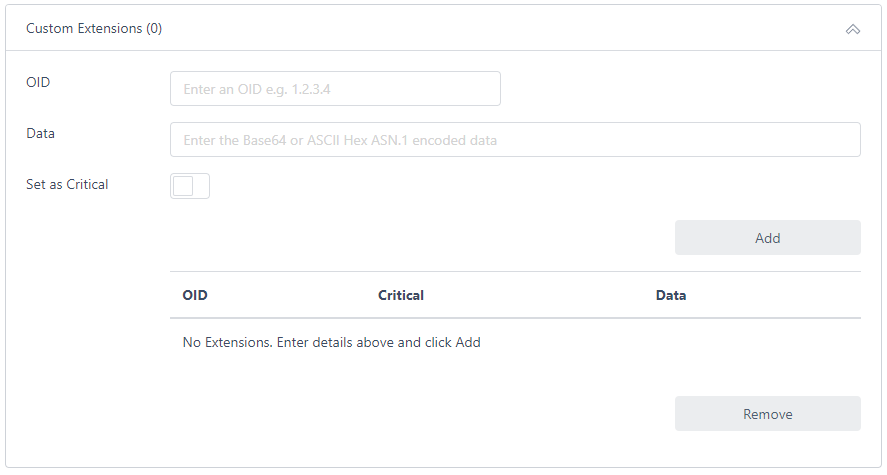 Custom Extensions (0)
OID
Enter an OID e.g. 1.2.3.4
Data
Enter the Base64 or ASCII Hex ASN.1 encoded data
Set as Critical
Add
OID Critical Data
No Extensions. Enter details above and click Add
Remove